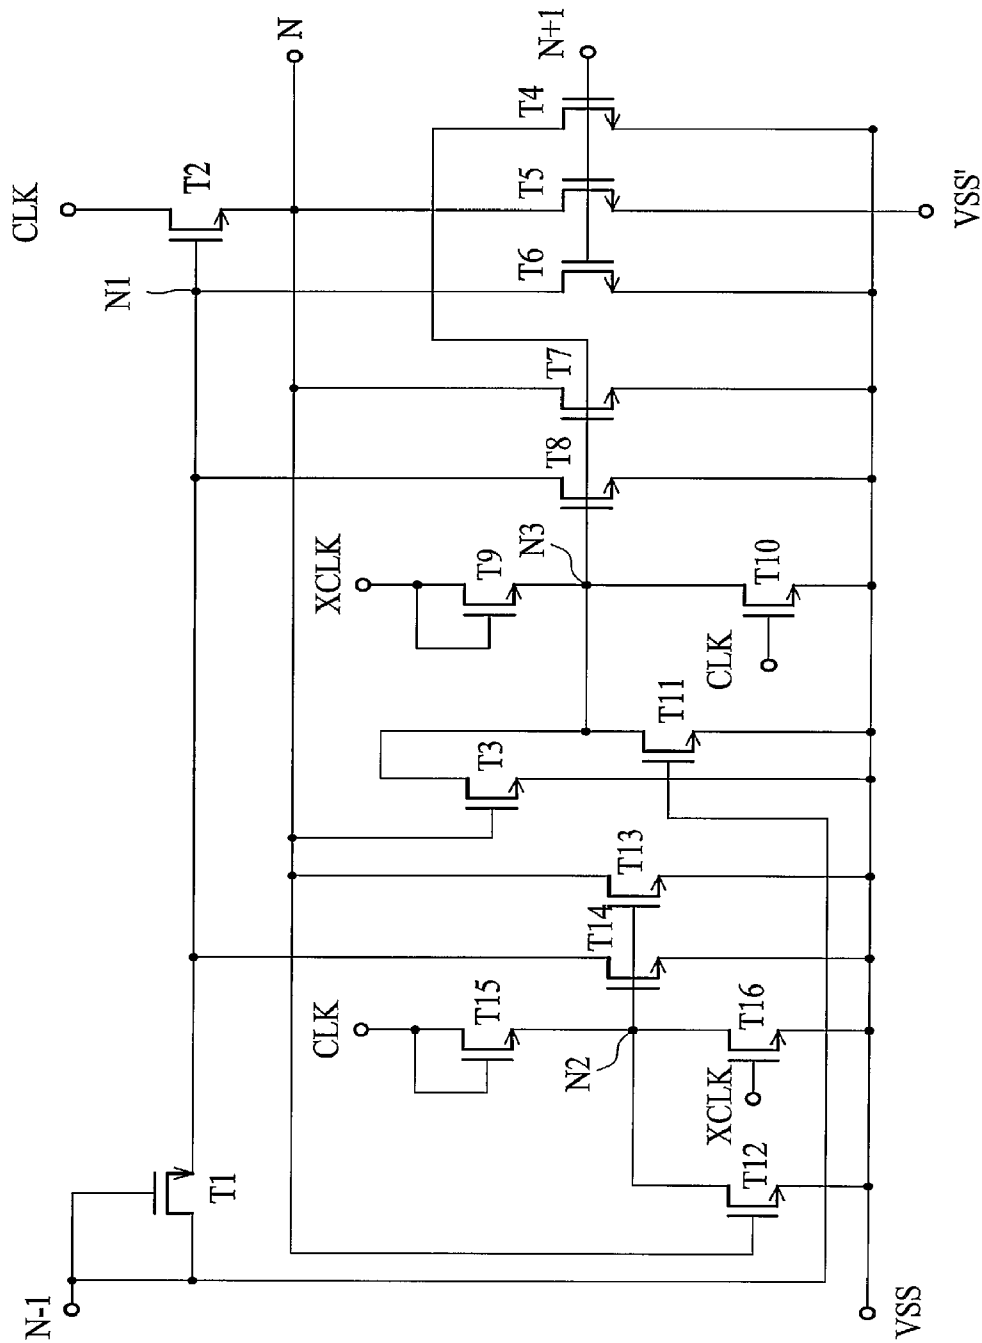 CLK
N
T2
N1
N+1
T4
T5
T6
VSS'
T7
T8
XCLK
T9
N3
T10
CLK
T3
T11
T13
T14
CLK
T15
N2
T16
XCLK
T12
T1
N-1
VSS